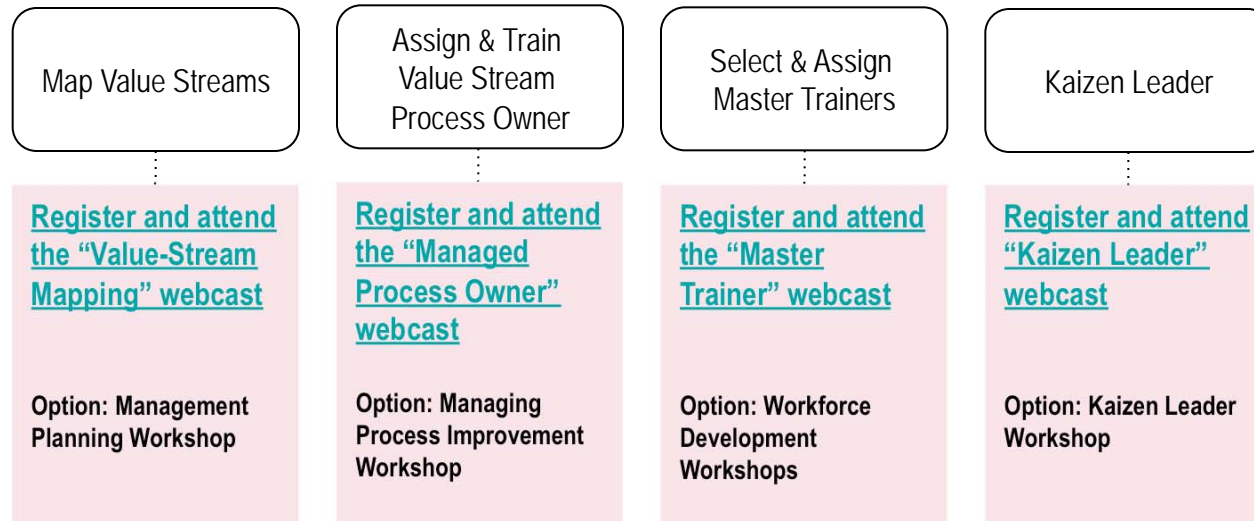 Map Value Streams
Assign & Train
Value Stream
Process Owner
Select & Assign
Master Trainers
Kaizen Leader
Register and attend
the “Value-Stream
Mapping” webcast
Option: Management
Planning Workshop
Register and attend
the “Managed
Process Owner”
webcast
Option: Managing
Process Improvement
Workshop
Register and attend
the “Master
Trainer” webcast
Option: Workforce
Development
Workshops
Register and attend
“Kaizen Leader”
webcast
Option: Kaizen Leader
Workshop